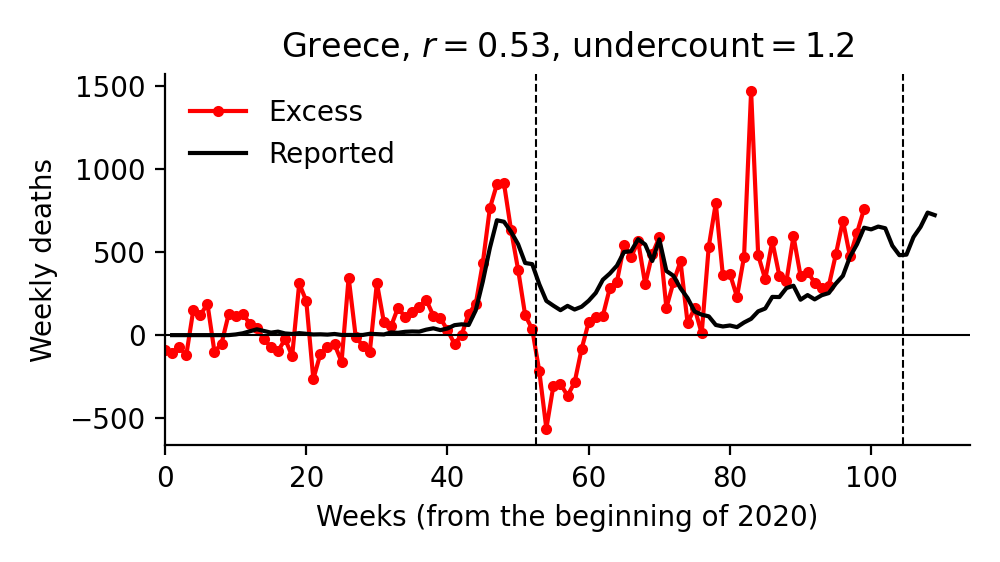 Greece, r = 0.53, undercount = 1.2
Weekly deaths
1500
1000
500
0
−500
Excess
Reported
0 20 40 60 80 100
Weeks (from the beginning of 2020)